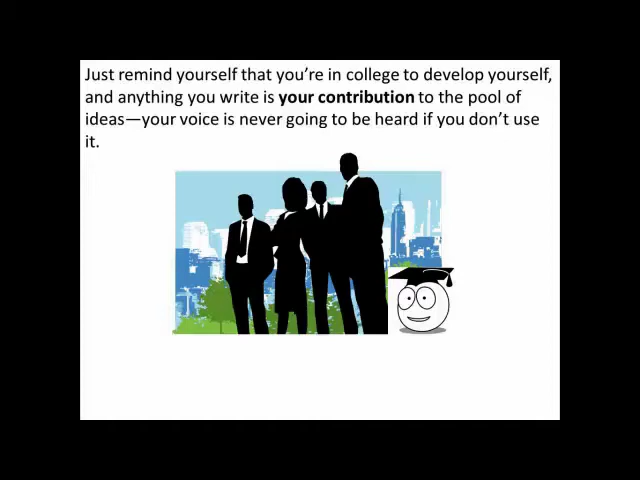 Just remind yourself that you’re in college to develop yourself,
and anything you write is your contribution to the pool of
ideas—your voice is never going to be heard if you don’t use
it.